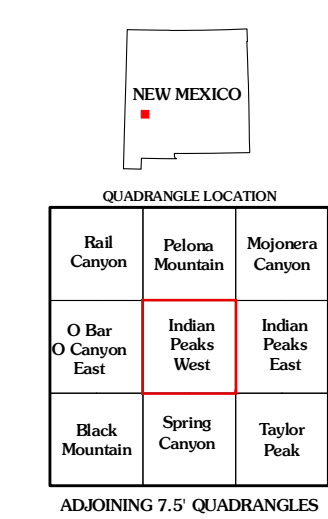 NEW MEXICO
QUADRANGLE LOCATION
Rail
Canyon
Pelona
Mountain
Mojonera
Canyon
O Bar
O Canyon
East
Indian
Peaks
West
Indian
Peaks
East
Black
Mountain
Spring
Canyon
Taylor
Peak
ADJOINING 7.5' QUADRANGLES